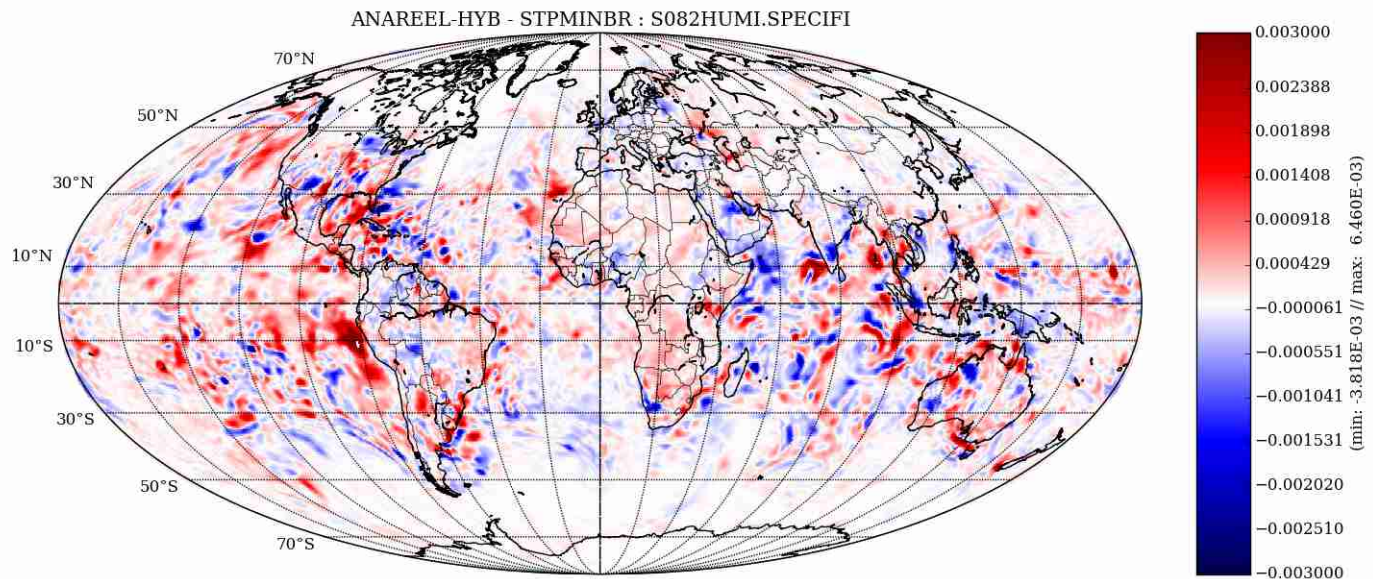 ANAREEL-HYB - STPMINBR : S082HUMI.SPECIFI
70°N
50°N
30°N
10°N
10°S
30°S
50°S
70°S
0.003000
0.002388
0.001898
0.001408
0.000918
0.000429
−0.000061
−0.000551
−0.001041
−0.001531
−0.002020
−0.002510
−0.003000
(min: -3.818E-03 // max: 6.460E-03)